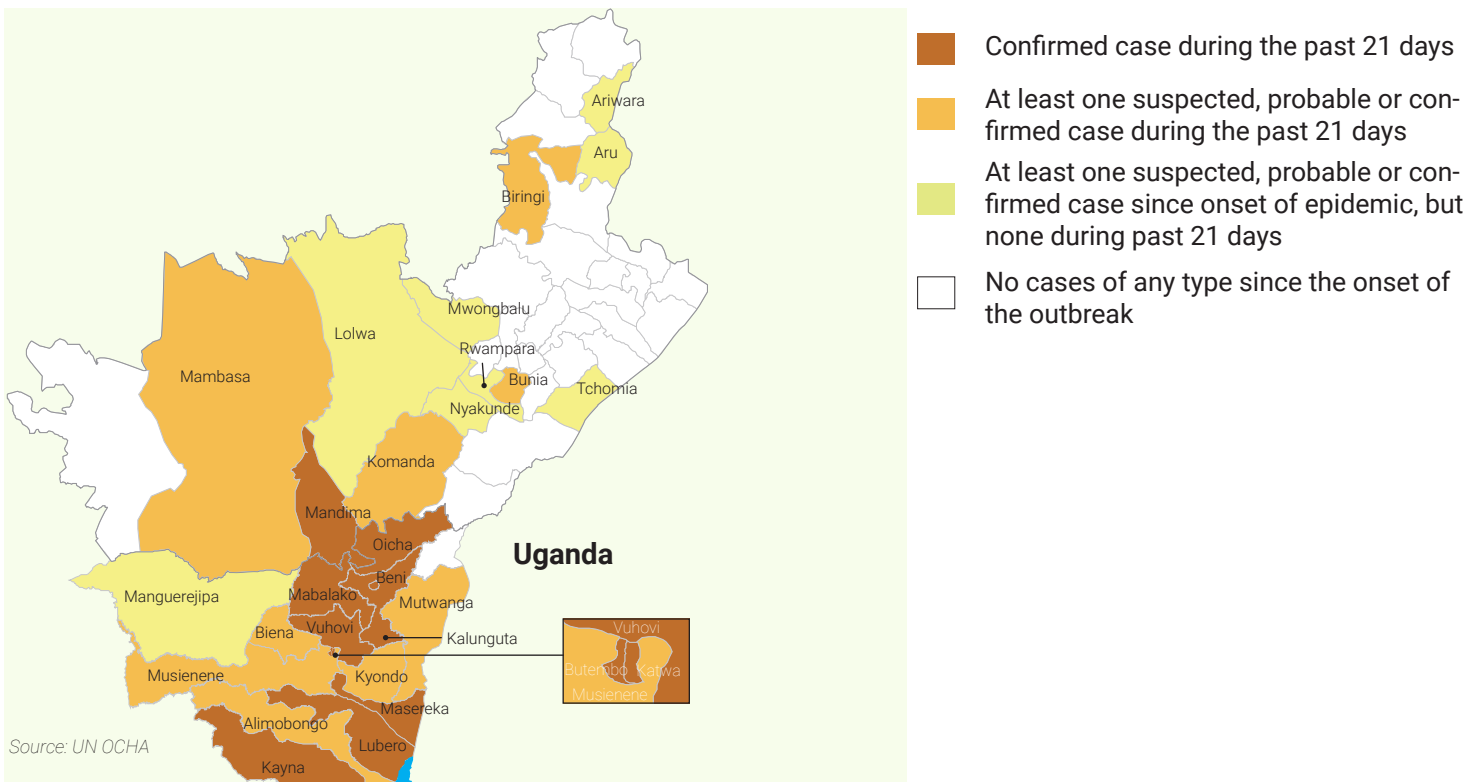 Confirmed case during the past 21 days
At least one suspected, probable or con-
firmed case during the past 21 days
At least one suspected, probable or con-
firmed case since onset of epidemic, but
none during past 21 days
No cases of any type since the onset of
the outbreak
Ariwara
Aru
Biringi
Mwongbalu
Lolwa
Rwampara
Mambasa
Bunia
Tchomia
Nyakunde
Komanda
Mandima
Oicha
Uganda
Beni
Manguerejipa
Mabalako
Mutwanga
Vuhovi
Biena
Kalunguta
Vuhovi
Butembo
Katwa
Musienene
Musienene
Kyondo
Masereka
Alimobongo
Lubero
Source: UN OCHA
Kayna